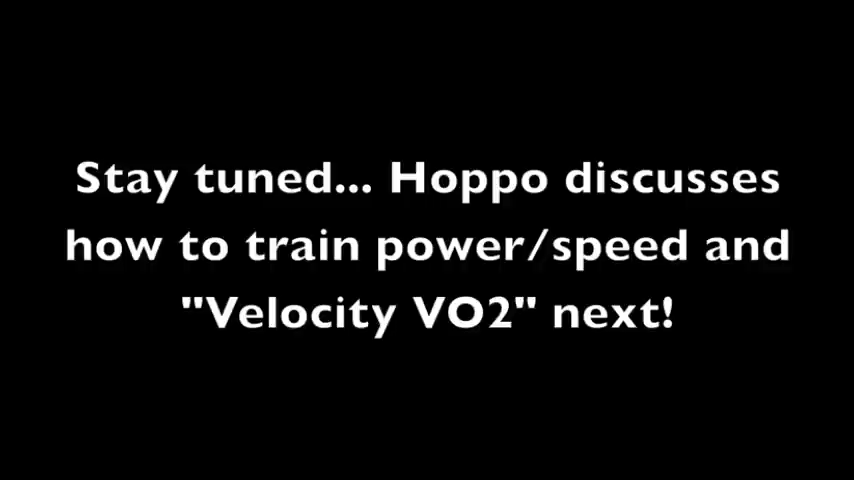 Stay tuned... Hoppo discusses
how to train power/speed and
"Velocity VO2" next!